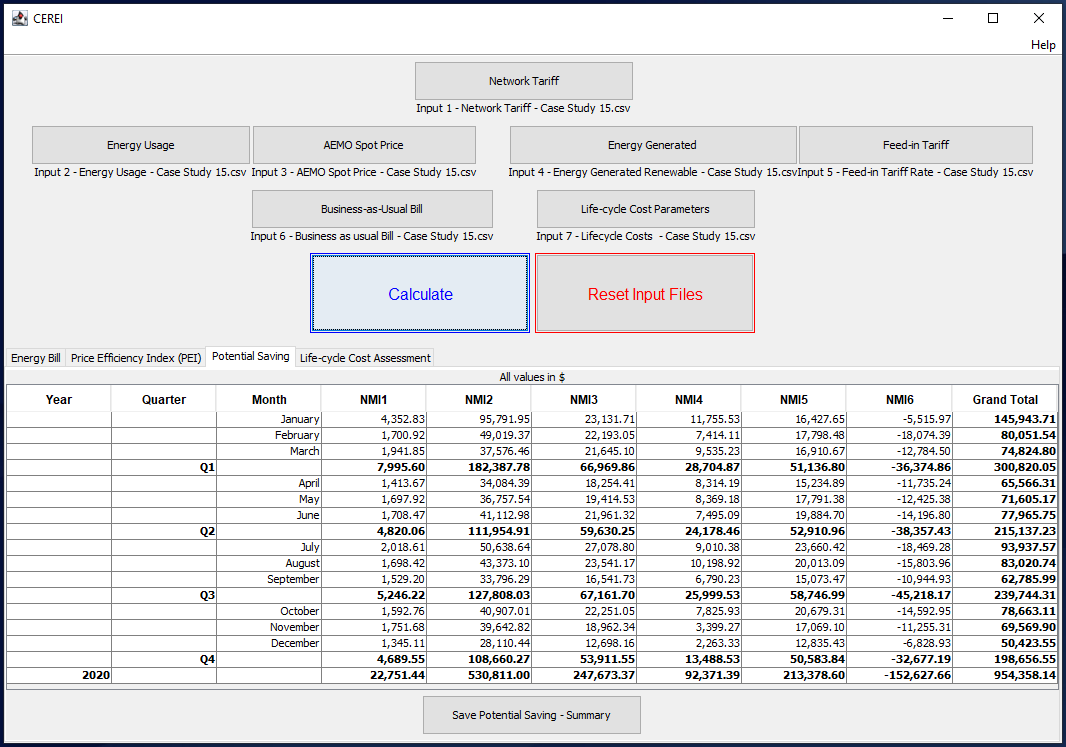 CEREI
Help
Network Tariff
Input 1 - Network Tariff - Case Study 15.csv
Energy Usage AEMO Spot Price Energy Generated Feed-in Tariff
Input 2 - Energy Usage - Case Study 15.csv Input 3 - AEMO Spot Price - Case Study 15.csv Input 4 - Energy Generated Renewable - Case Study 15.csv Input 5 - Feed-in Tariff Rate - Case Study 15.csv
Business-as-Usual Bill Life-cycle Cost Parameters
Input 6 - Business as usual Bill - Case Study 15.csv Input 7 - Lifecycle Costs - Case Study 15.csv
Calculate Reset Input Files
Energy Bill Price Efficiency Index (PEI) Potential Saving Life-cycle Cost Assessment
All values in $
Year Quarter Month NMI1 NMI2 NMI3 NMI4 NMI5 NMI6 Grand Total
January 4,352.83 95,791.95 23,131.71 11,755.53 16,427.65 -5,515.97 145,943.71
February 1,700.92 49,019.37 22,193.05 7,414.11 17,798.48 -18,074.39 80,051.54
March 1,941.85 37,576.46 21,645.10 9,535.23 16,910.67 -12,784.50 74,824.80
Q1 7,995.60 182,387.78 66,969.86 28,704.87 51,136.80 -36,374.86 300,820.05
April 1,413.67 34,084.39 18,254.41 8,314.19 15,234.89 -11,735.24 65,566.31
May 1,697.92 36,757.54 19,414.53 8,369.18 17,791.38 -12,425.38 71,605.17
June 1,708.47 41,112.98 21,961.32 7,495.09 19,884.70 -14,196.80 77,965.75
Q2 4,820.06 111,954.91 59,630.25 24,178.46 52,910.96 -38,357.43 215,137.23
July 2,018.61 50,638.64 27,078.80 9,010.38 23,660.42 -18,469.28 93,937.57
August 1,698.42 43,373.10 23,541.17 10,198.92 20,013.09 -15,803.96 83,020.74
September 1,529.20 33,796.29 16,541.73 6,790.23 15,073.47 -10,944.93 62,785.99
Q3 5,246.22 127,808.03 67,161.70 25,999.53 58,746.99 -45,218.17 239,744.31
October 1,592.76 40,907.01 22,251.05 7,825.93 20,679.31 -14,592.95 78,663.11
November 1,751.68 39,642.82 18,962.34 3,399.27 17,069.10 -11,255.31 69,569.90
December 1,345.11 28,110.44 12,698.16 2,263.33 12,835.43 -6,828.93 50,423.55
Q4 4,689.55 108,660.27 53,911.55 13,488.53 50,583.84 -32,677.19 198,656.55
2020 22,751.44 530,811.00 247,673.37 92,371.39 213,378.60 -152,627.66 954,358.14
Save Potential Saving - Summary